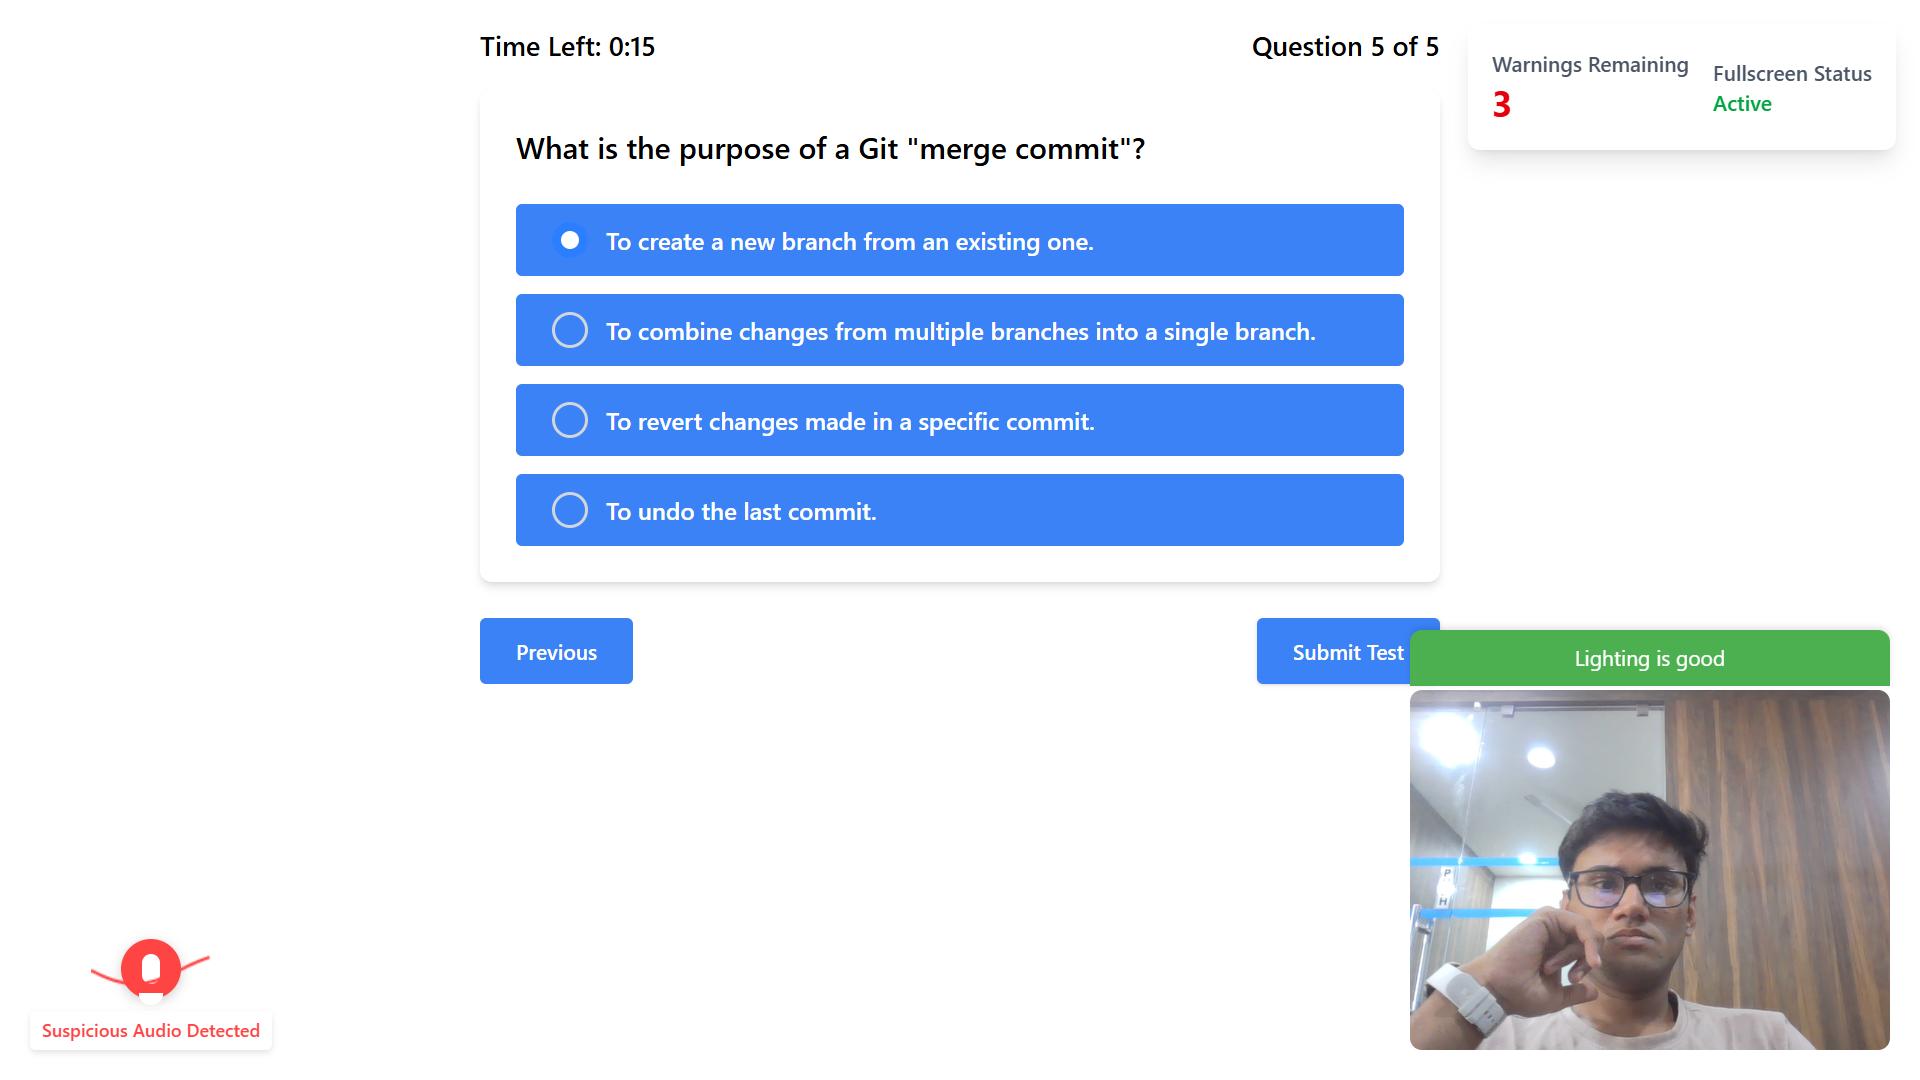 Time Left: 0:15
Question 5 of 5
Warnings Remaining
3
Fullscreen Status
Active
What is the purpose of a Git "merge commit"?
To create a new branch from an existing one.
To combine changes from multiple branches into a single branch.
To revert changes made in a specific commit.
To undo the last commit.
Previous
Submit Test
Lighting is good
P
H
Suspicious Audio Detected